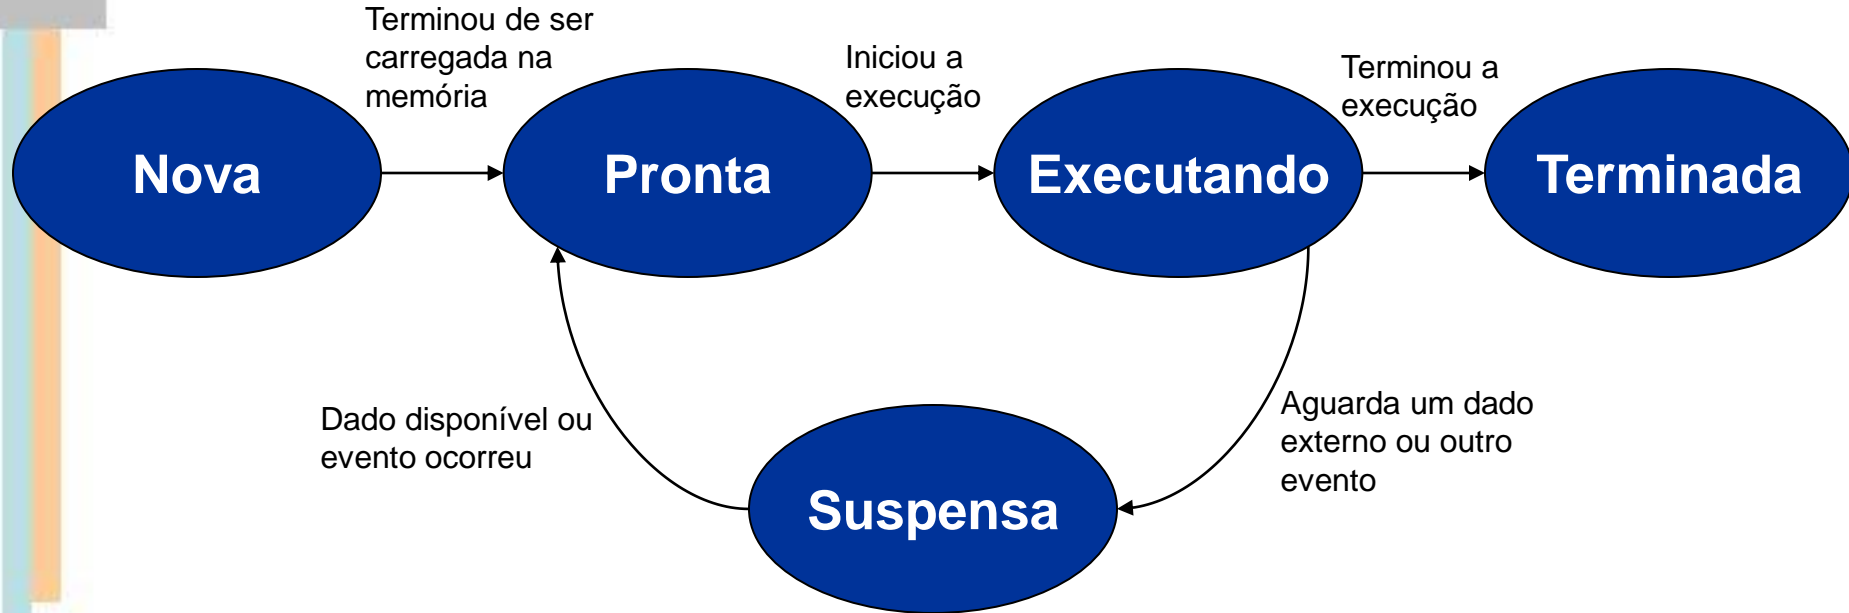 Terminou de ser
carregada na
memória
Iniciou a
execução
Terminou a
execução
Nova
Pronta
Executando
Terminada
Dado disponível ou
evento ocorreu
Aguarda um dado
externo ou outro
evento
Suspensa